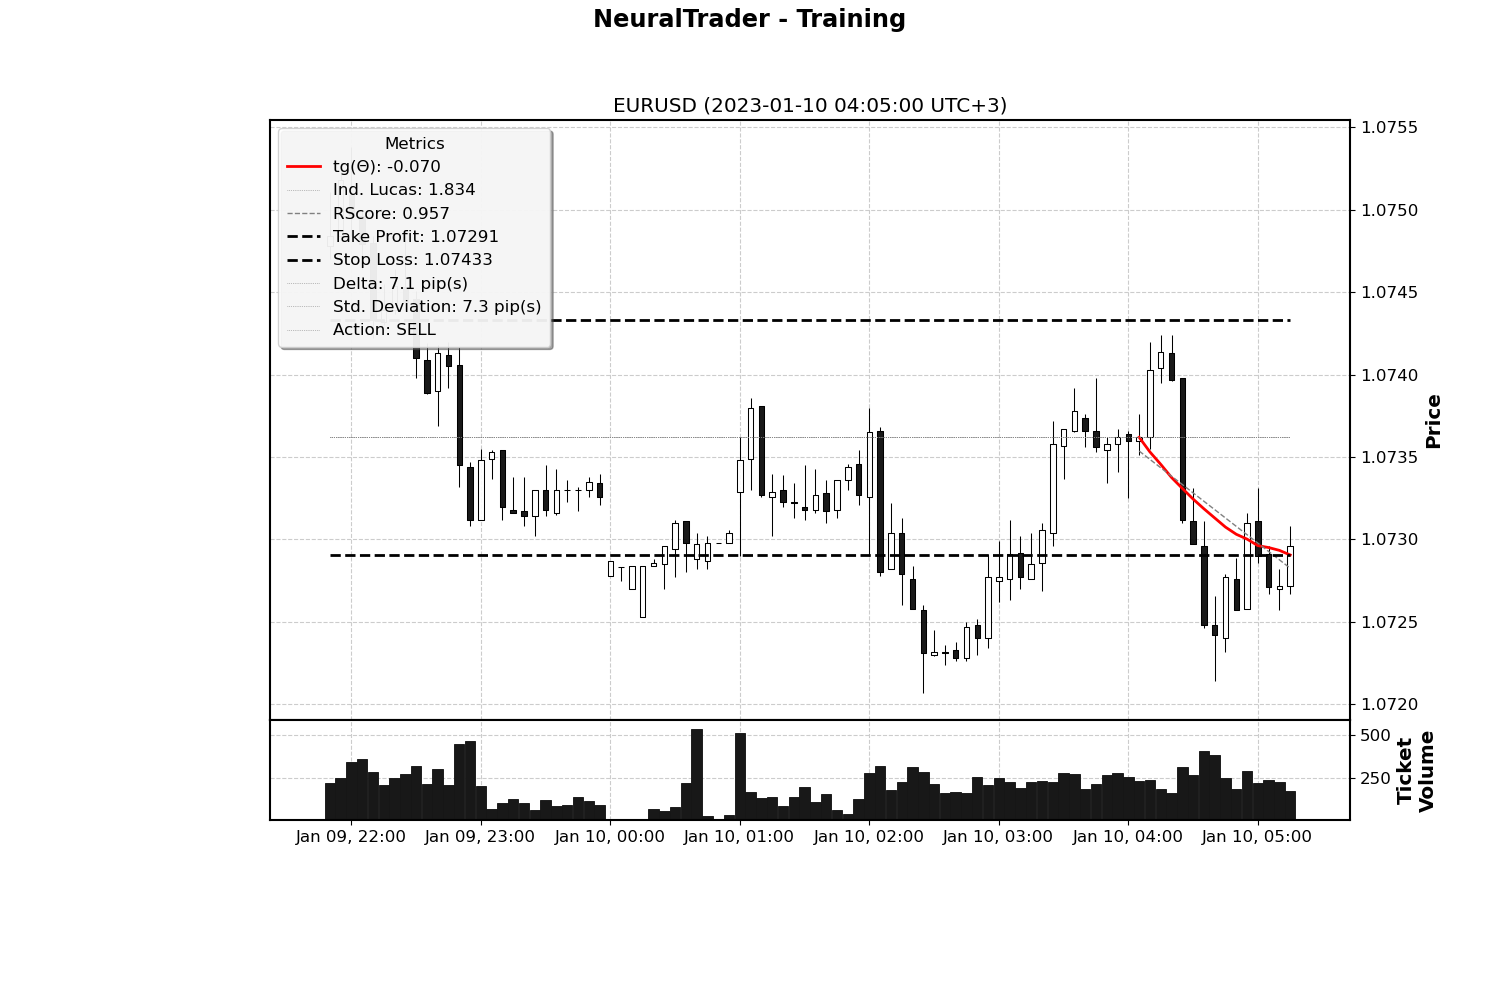 NeuralTrader - Training
EURUSD (2023-01-10 04:05:00 UTC+3)
Metrics
tg(Θ): -0.070
Ind. Lucas: 1.834
RScore: 0.957
Take Profit: 1.07291
Stop Loss: 1.07433
Delta: 7.1 pip(s)
Std. Deviation: 7.3 pip(s)
Action: SELL
1.0755
1.0750
1.0745
1.0740
1.0735
1.0730
1.0725
1.0720
Price
500
250
Ticket
Volume
Jan 09, 22:00
Jan 09, 23:00
Jan 10, 00:00
Jan 10, 01:00
Jan 10, 02:00
Jan 10, 03:00
Jan 10, 04:00
Jan 10, 05:00